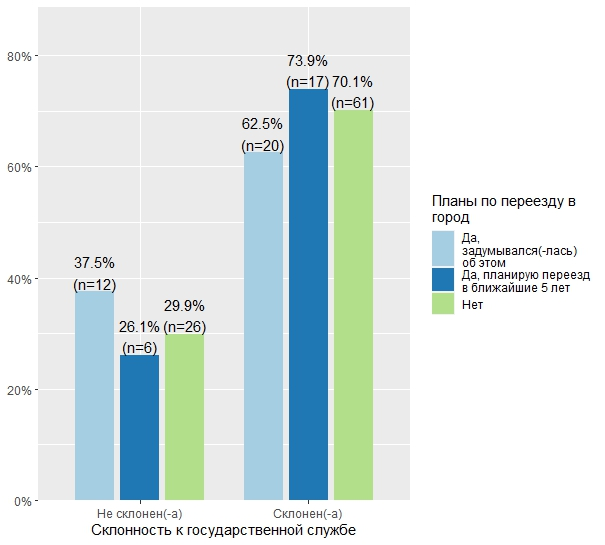 80%
60%
40%
20%
0%
37.5%
(n=12)
26.1%
(n=6)
29.9%
(n=26)
62.5%
(n=20)
73.9%
(n=17)
70.1%
(n=61)
Не склонен(-а)
Склонен(-а)
Склонность к государственной службе
Планы по переезду в
город
Да,
задумывался(-лась)
об этом
Да, планирую переезд
в ближайшие 5 лет
Нет